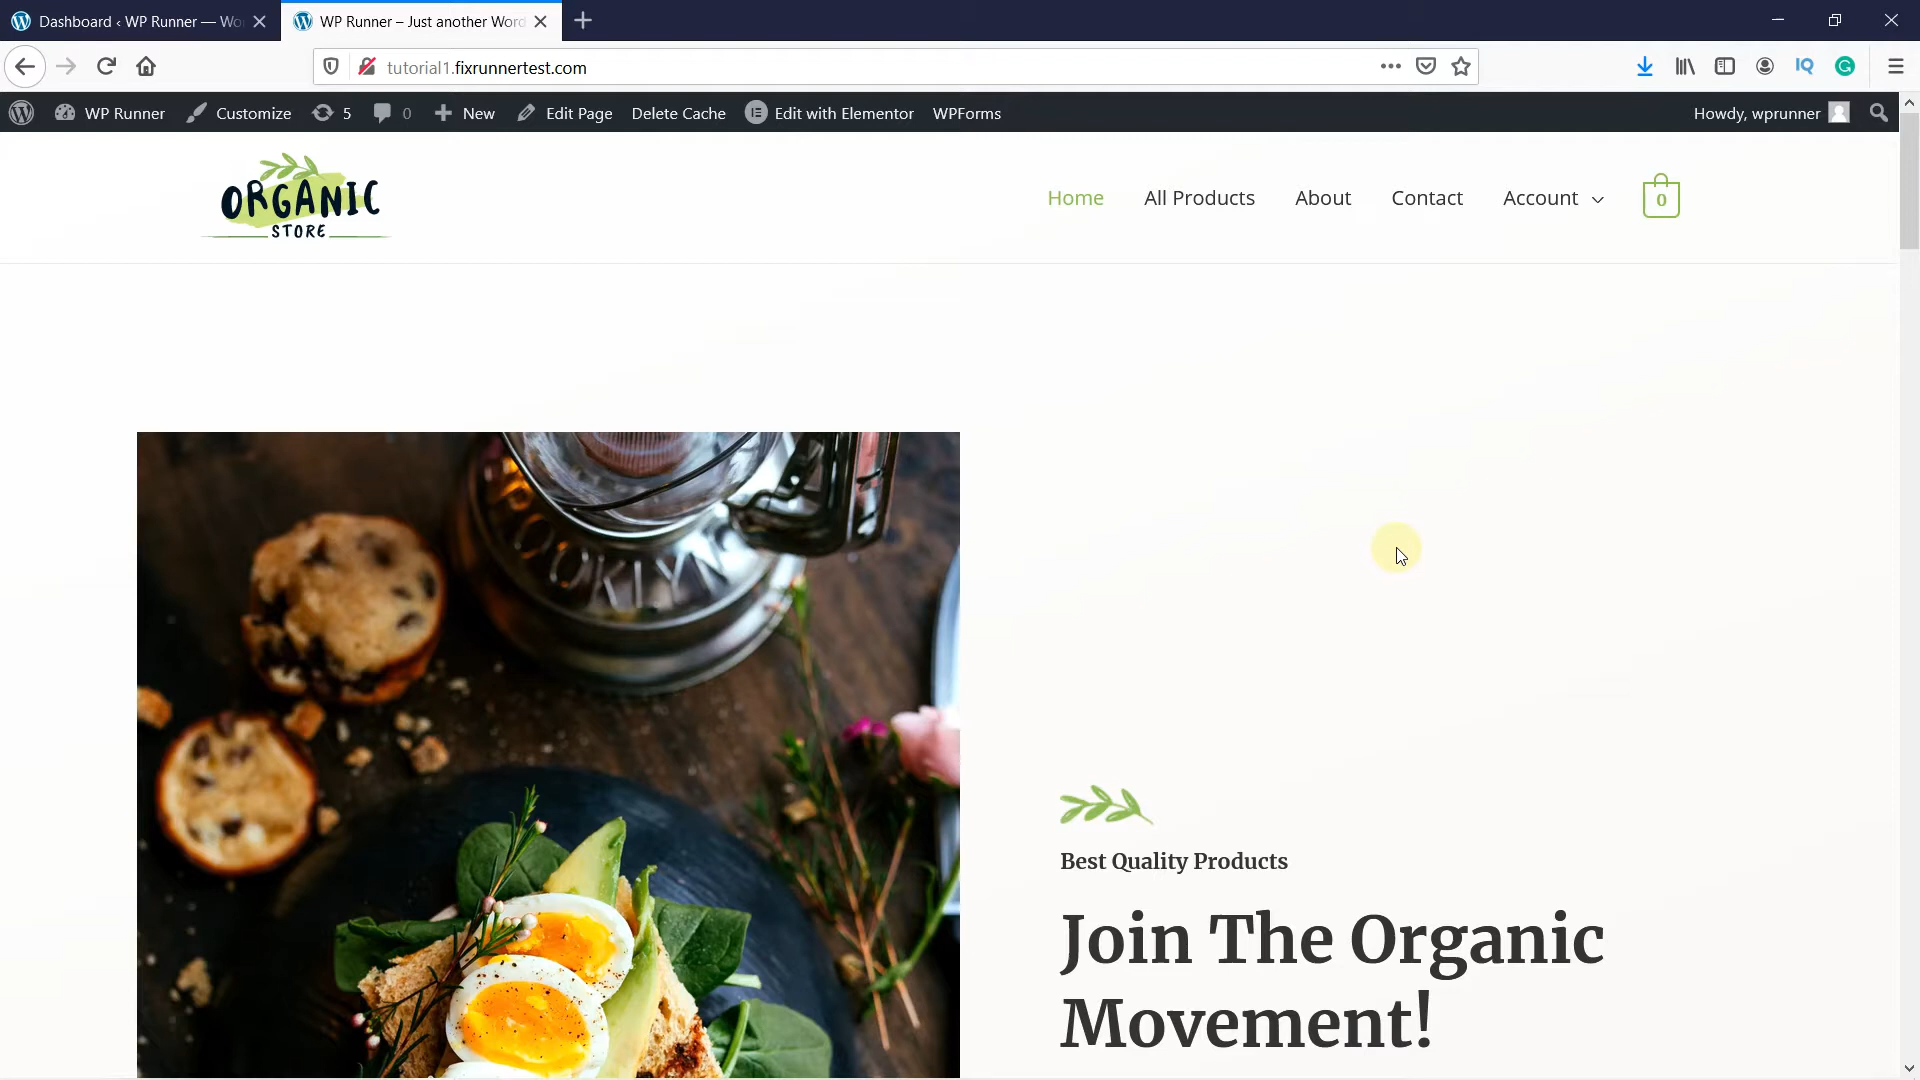 Dashboard ‹ WP Runner — Wo
WP Runner – Just another Word
tutorial1.fixrunnertest.com
IQ
WP Runner
Customize
5
0
New
Edit Page
Delete Cache
Edit with Elementor
WPForms
Howdy, wprunner
ORGANIC
STORE
Home
All Products
About
Contact
Account
0
OOKLYN
Best Quality Products
Join The Organic
Movement!